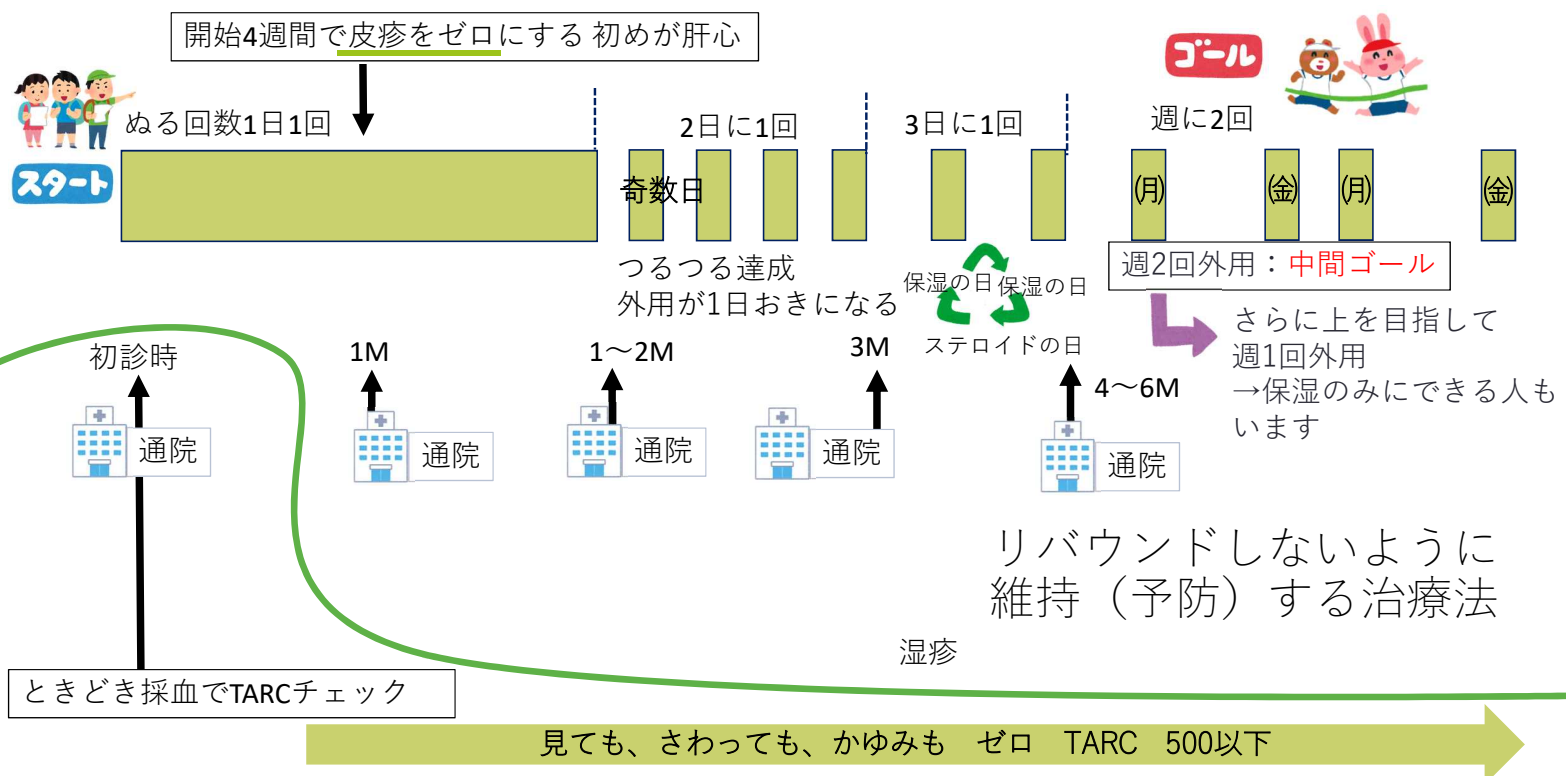 開始4週間で皮疹をゼロにする 初めが肝心
ゴール
ぬる回数1日1回
2日に1回
3日に1回
週に2回
スタート
奇数日
㈪
㈮
㈪
㈮
つるつる達成
外用が1日おきになる
保湿の日
保湿の日
ステロイドの日
週2回外用：中間ゴール
さらに上を目指して
週1回外用
→保湿のみにできる人も
います
初診時
1M
1～2M
3M
4～6M
通院
通院
通院
通院
通院
リバウンドしないように
維持（予防）する治療法
湿疹
ときどき採血でTARCチェック
見ても、さわっても、かゆみも　ゼロ　TARC　500以下